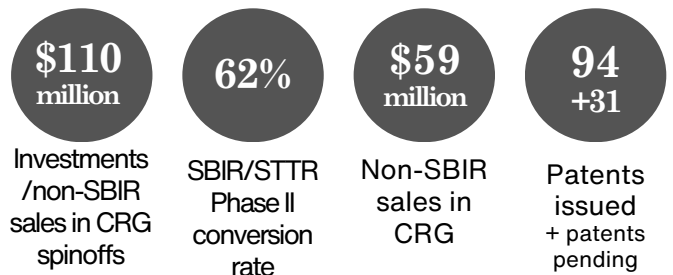 $110
million
Investments
/non-SBIR
sales in CRG
spinoffs
62%
SBIR/STTR
Phase II
conversion
rate
$59
million
Non-SBIR
sales in
CRG
94
+31
Patents
issued
+ patents
pending